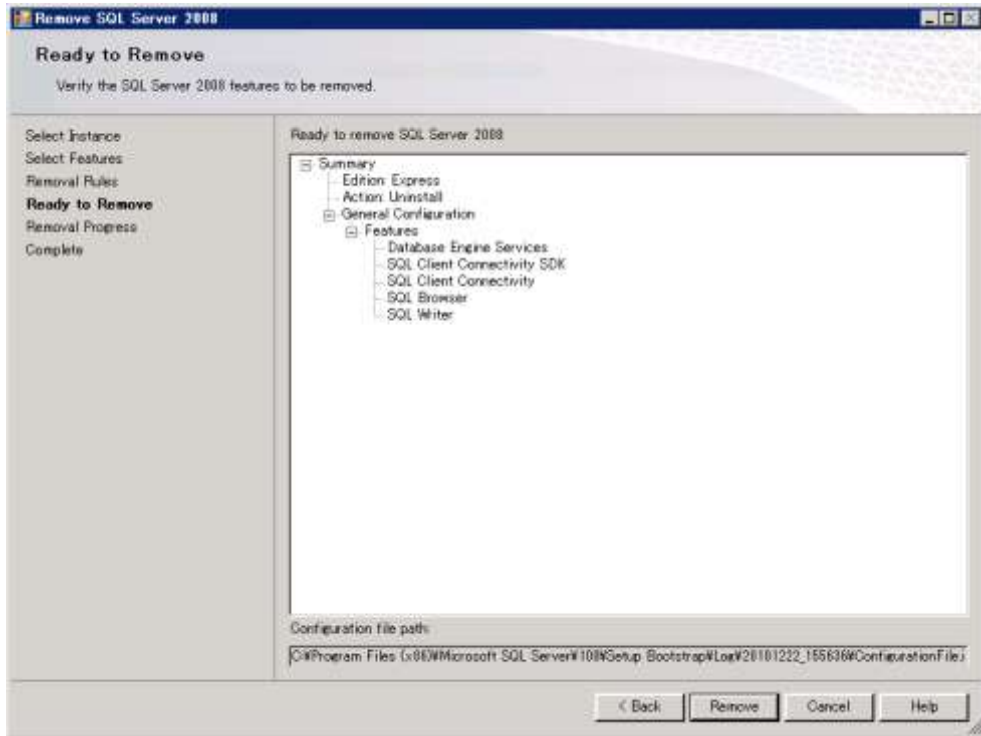 Remove SQL Server 2008
Ready to Remove
Verify the SQL Server 2008 features to be removed.
Select Instance
Select Features
Removal Rules
Ready to Remove
Removal Progress
Complete
Ready to remove SQL Server 2008
Summary
Edition: Express
Action: Uninstall
General Configuration
Features
Database Engine Services
SQL Client Connectivity SDK
SQL Client Connectivity
SQL Browser
SQL Writer
Configuration file path:
C:¥Program Files (x86)¥Microsoft SQL Server¥100¥Setup Bootstrap¥Log¥20101222_155636¥ConfigurationFile.i
< Back
Remove
Cancel
Help